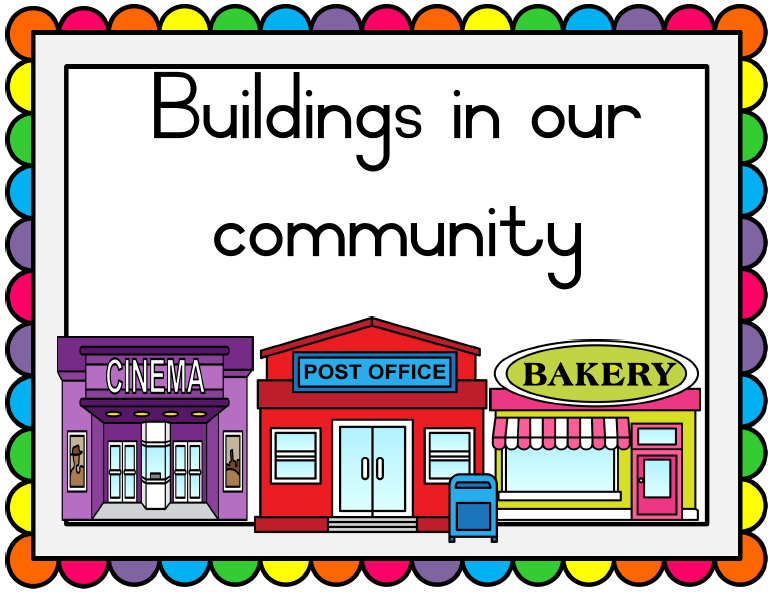 Buildings in our
community
CINEMA
POST OFFICE
BAKERY